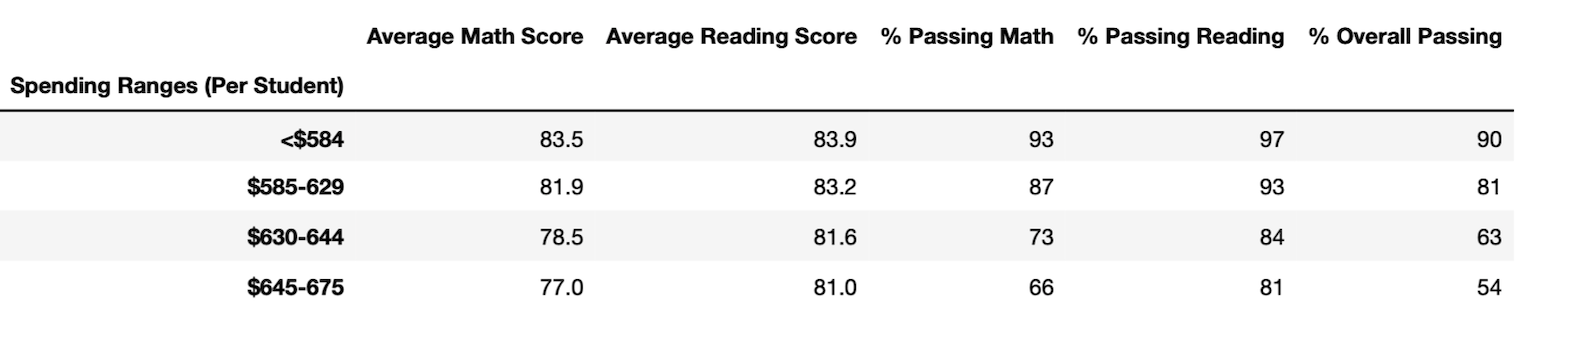 Average Math Score Average Reading Score % Passing Math % Passing Reading % Overall Passing
Spending Ranges (Per Student)
<$584 83.5 83.9 93 97 90
$585-629 81.9 83.2 87 93 81
$630-644 78.5 81.6 73 84 63
$645-675 77.0 81.0 66 81 54